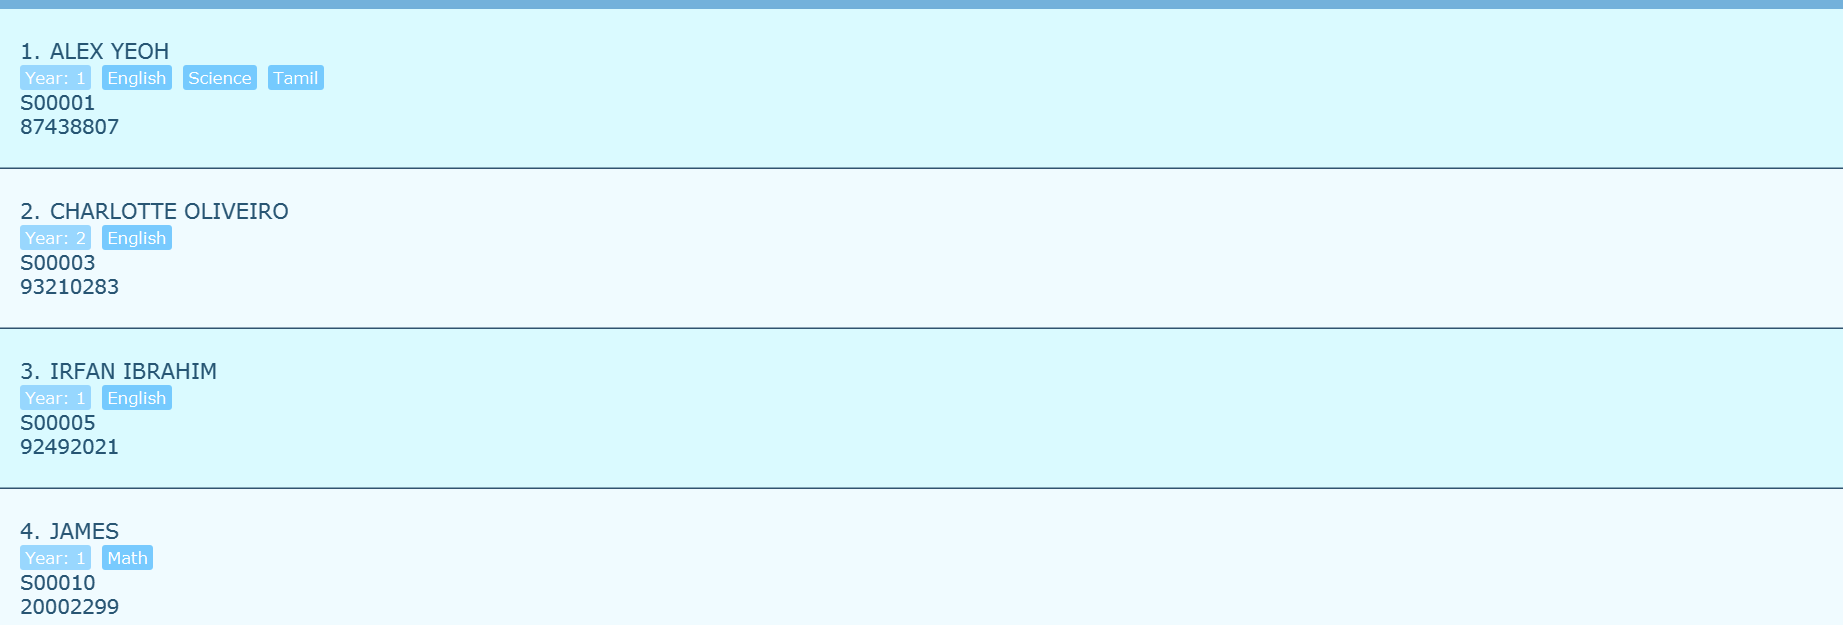 1. ALEX YEOH
Year: 1 English Science Tamil
S00001
87438807
2. CHARLOTTE OLIVEIRO
Year: 2 English
S00003
93210283
3. IRFAN IBRAHIM
Year: 1 English
S00005
92492021
4. JAMES
Year: 1 Math
S00010
20002299